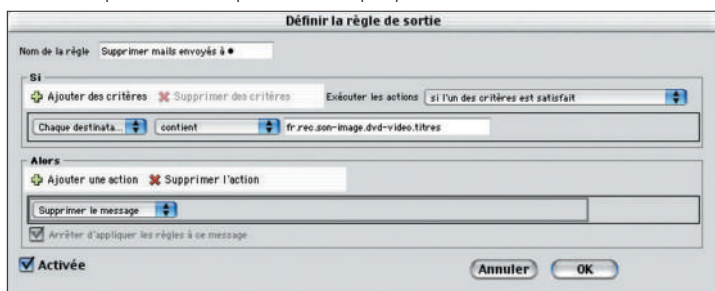 Définir la règle de sortie
Nom de la règle Supprimer mails envoyés à •
Si
Ajouter des critères Supprimer des critères Exécuter les actions si l'un des critères est satisfait
Chaque destinata... contient fr.rec.son-image.dvd-video.titres
Alors
Ajouter une action Supprimer l'action
Supprimer le message
Arrêter d'appliquer les règles à ce message
Activée Annuler OK